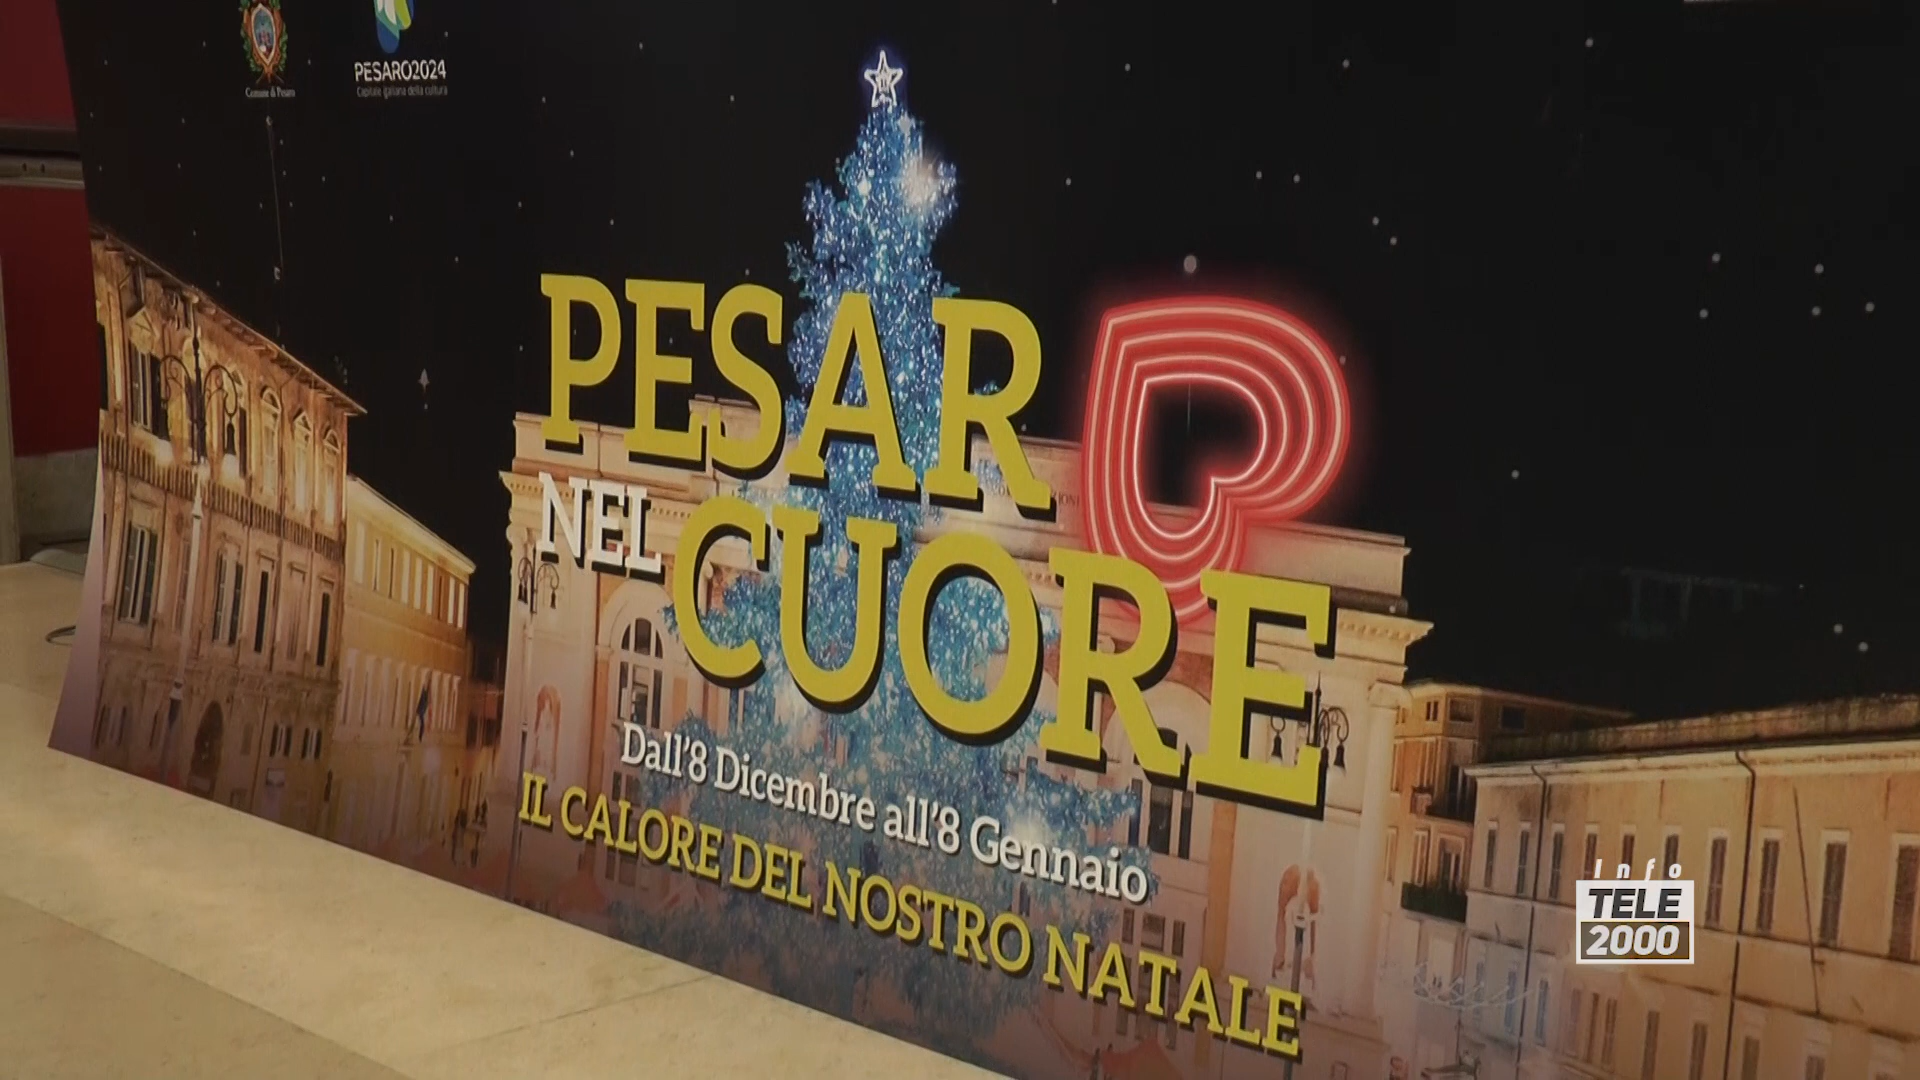 Comune di Pesaro
PESARO2024
Capitale italiana della cultura
PESAR
NEL CUORE
Dall'8 Dicembre all'8 Gennaio
IL CALORE DEL NOSTRO NATALE
Info
TELE
2000